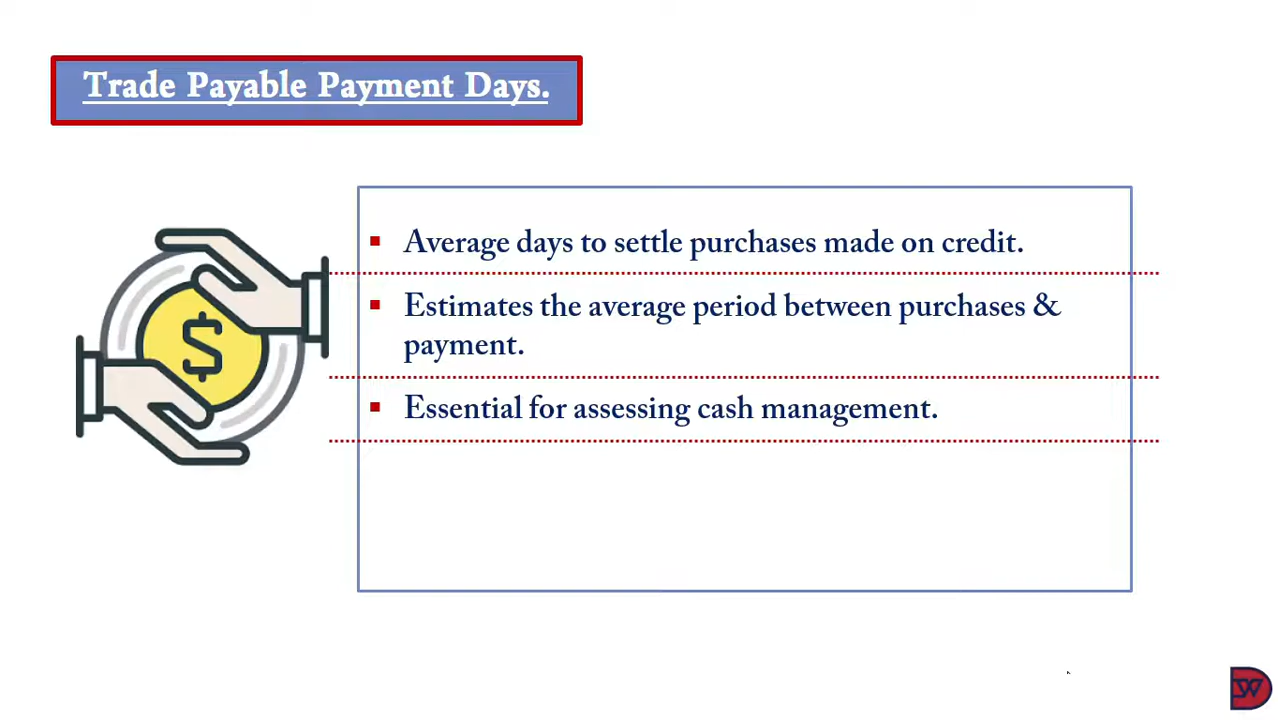 Trade Payable Payment Days.
▪ Average days to settle purchases made on credit.
▪ Estimates the average period between purchases &
payment.
▪ Essential for assessing cash management.
$
DW